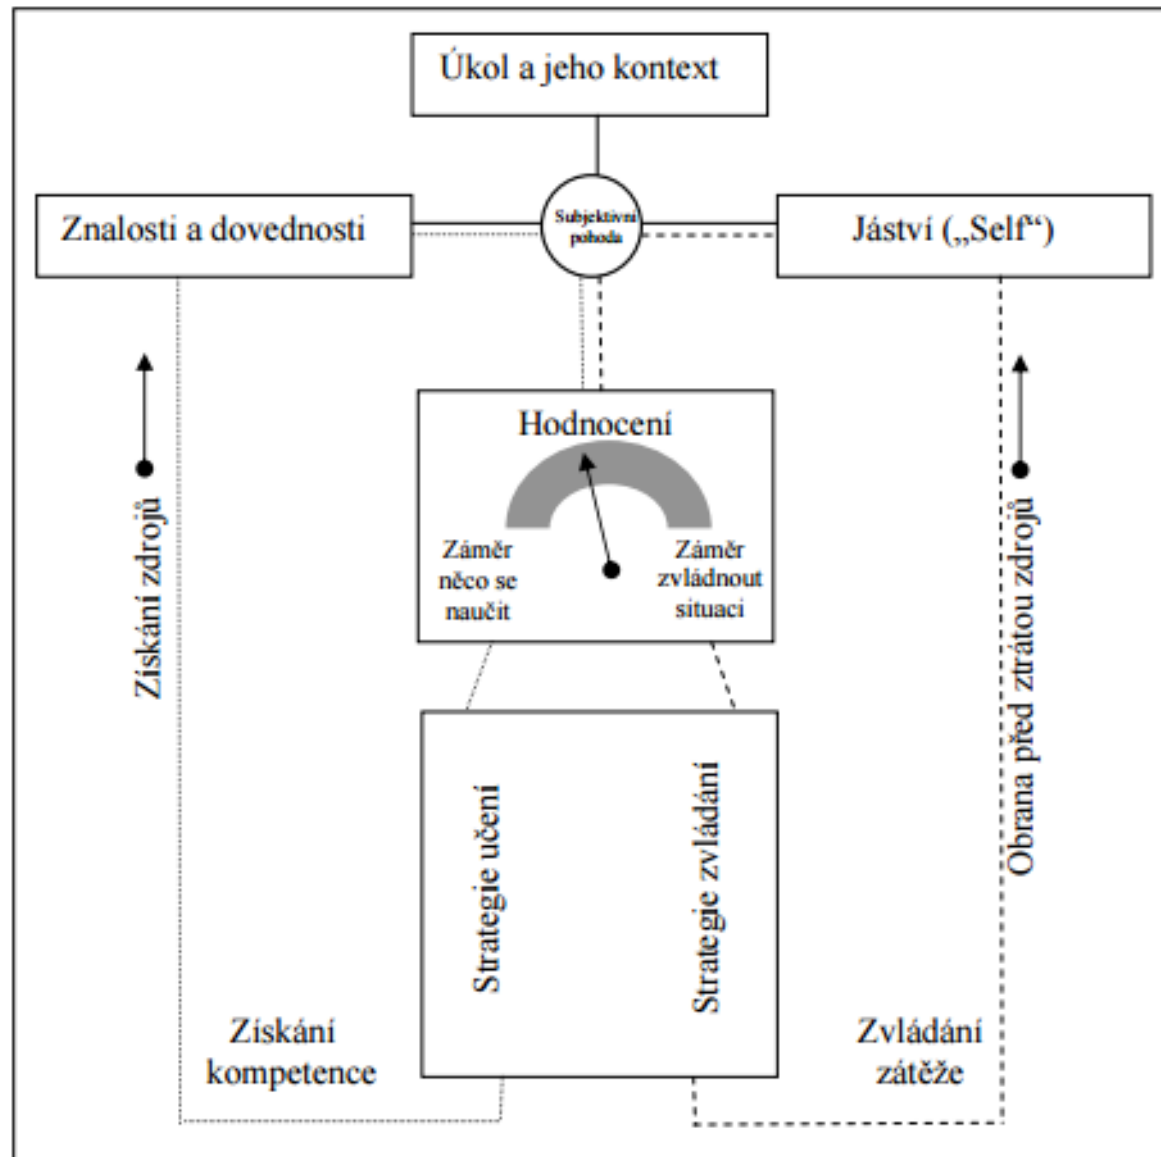 Úkol a jeho kontext
Znalosti a dovednosti
Subjektivní
pohoda
Jáství („Self“)
Hodnocení
Záměr
něco se
naučit
Záměr
zvládnout
situaci
Získání zdrojů
Obrana před ztrátou zdrojů
Strategie učení
Strategie zvládání
Získání
kompetence
Zvládání
zátěže